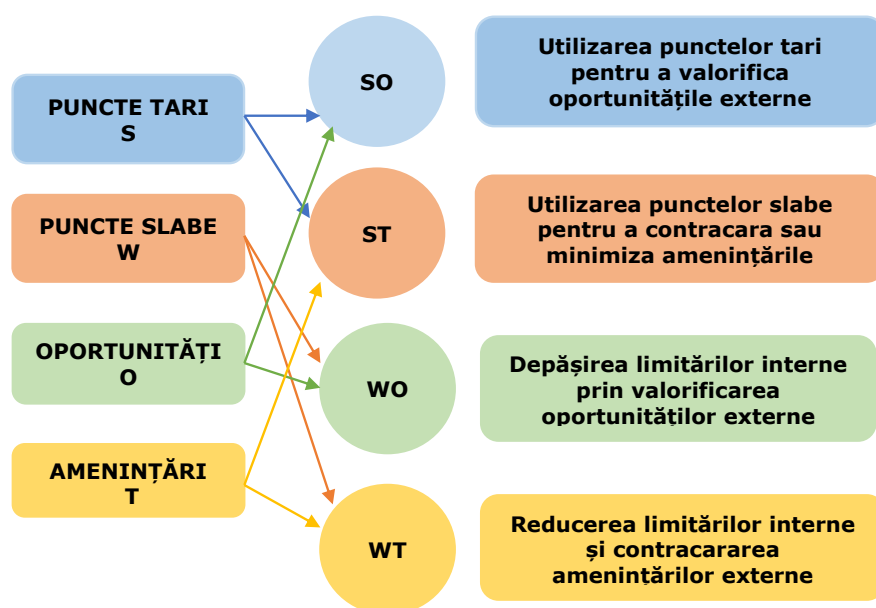 PUNCTE TARI
S
PUNCTE SLABE
W
OPORTUNITĂȚI
O
AMENINȚĂRI
T
SO
ST
WO
WT
Utilizarea punctelor tari
pentru a valorifica
oportunitățile externe
Utilizarea punctelor slabe
pentru a contracara sau
minimiza amenințările
Depășirea limitărilor interne
prin valorificarea
oportunităților externe
Reducerea limitărilor interne
și contracararea
amenințărilor externe